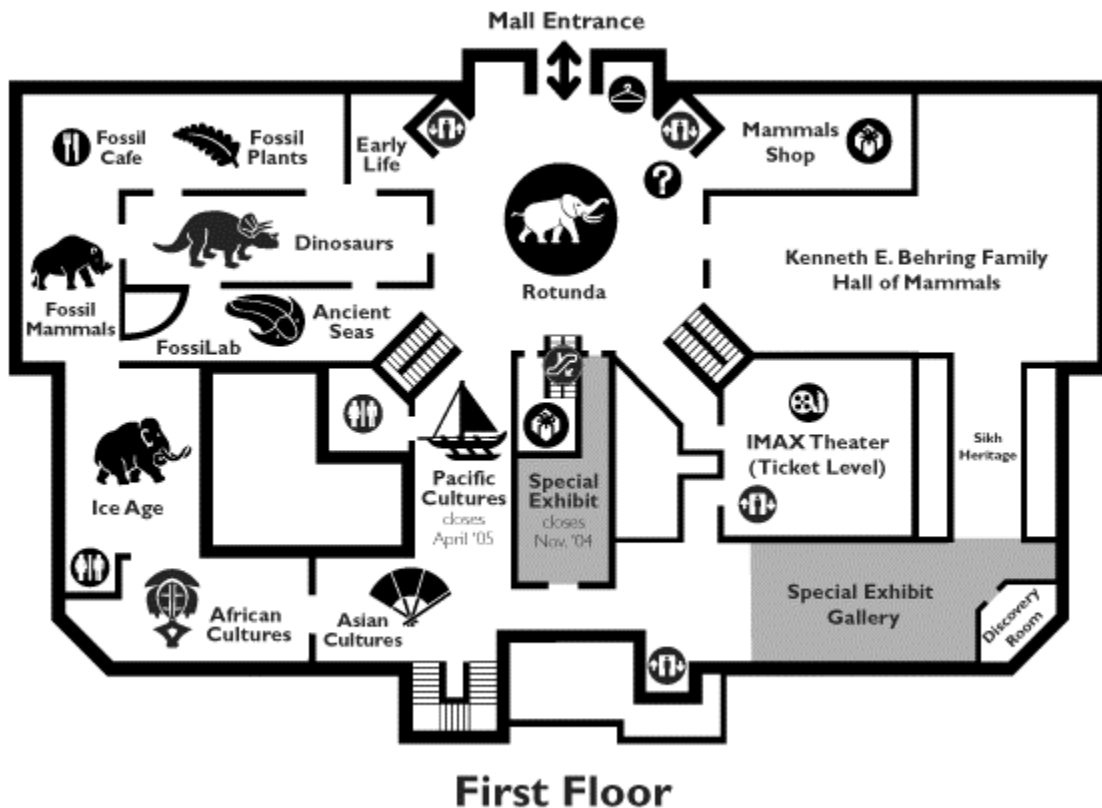 Mall Entrance
Fossil
Cafe
Fossil
Plants
Early
Life
Mammals
Shop
?
Dinosaurs
Rotunda
Kenneth E. Behring Family
Hall of Mammals
Fossil
Mammals
Ancient
Seas
FossiLab
Ice Age
Pacific
Cultures
closes
April '05
Special
Exhibit
closes
Nov. '04
IMAX Theater
(Ticket Level)
Sikh
Heritage
African
Cultures
Asian
Cultures
Special Exhibit
Gallery
Discovery
Room
First Floor